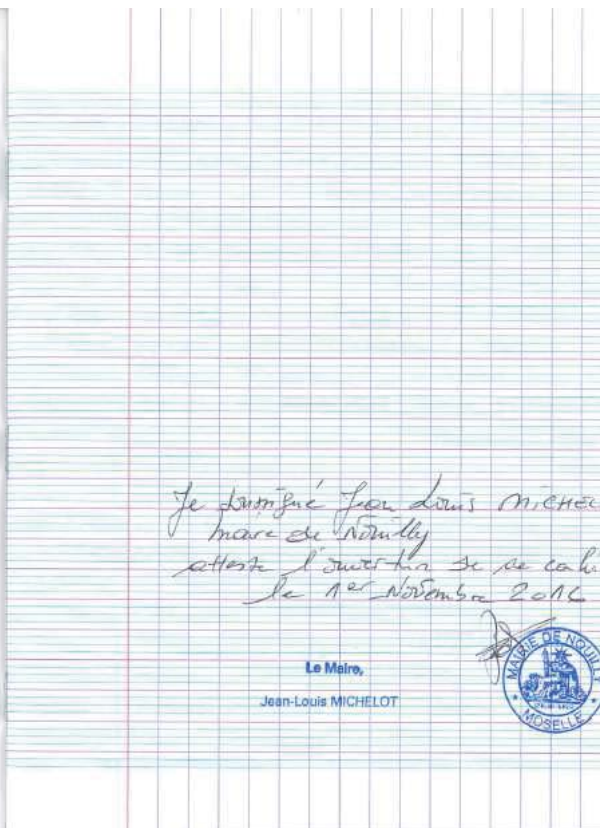 Je soussigné Jean Louis MICHEL
maire de Nouilly
atteste l'ouverture de ce cahi
le 1er Novembre 2016
Le Maire,
Jean-Louis MICHELOT
MAIRIE DE NOUILLY
* MOSELLE *